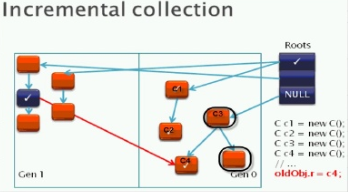 Incremental collection
Roots
NULL
C1
C2
C3
C4
Gen 1
Gen 0
C c1 = new C();
C c2 = new C();
C c3 = new C();
C c4 = new C();
// ...
oldObj.r = c4;